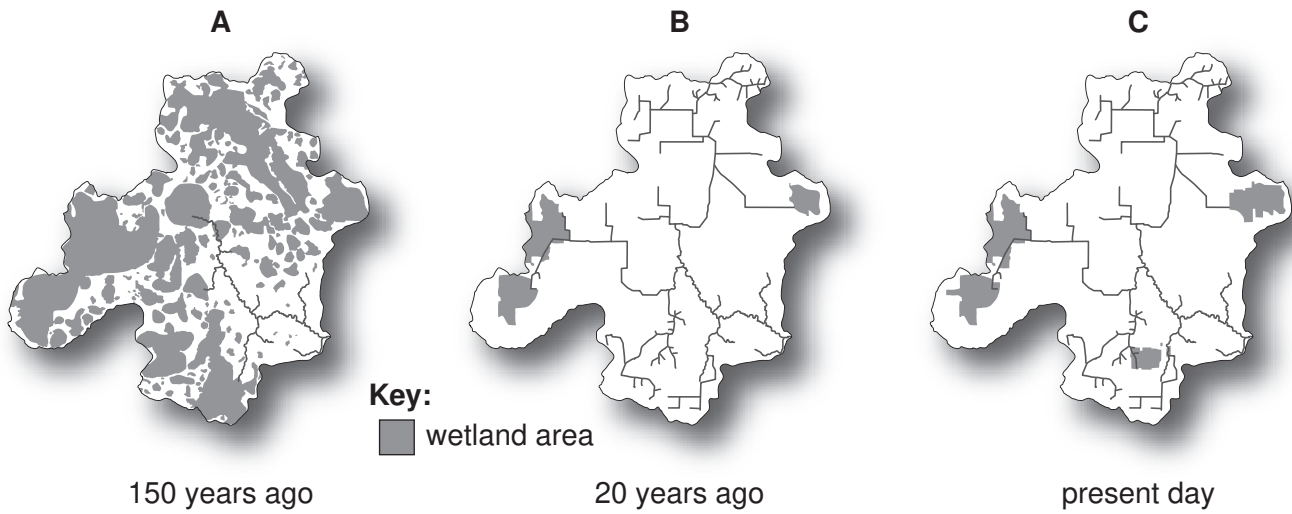 A
B
C
Key:
wetland area
150 years ago
20 years ago
present day